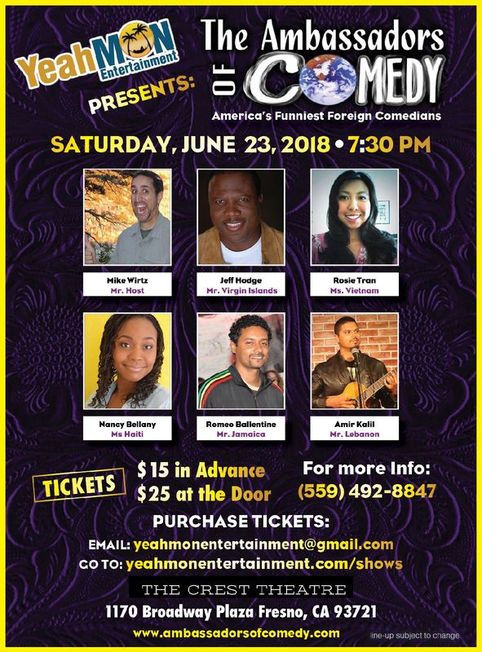 YeahMON
Entertainment
PRESENTS:
The Ambassadors
OF COMEDY
America's Funniest Foreign Comedians
SATURDAY, JUNE 23, 2018 • 7:30 PM
Mike Wirtz
Mr. Host
Jeff Hodge
Mr. Virgin Islands
Rosie Tran
Ms. Vietnam
Nancy Bellany
Ms Haiti
Romeo Ballentine
Mr. Jamaica
Amir Kalil
Mr. Lebanon
TICKETS
$15 in Advance
$25 at the Door
For more Info:
(559) 492-8847
PURCHASE TICKETS:
EMAIL: yeahmonentertainment@gmail.com
GO TO: yeahmonentertainment.com/shows
THE CREST THEATRE
1170 Broadway Plaza Fresno, CA 93721
www.ambassadorsofcomedy.com
ine-up subject to change